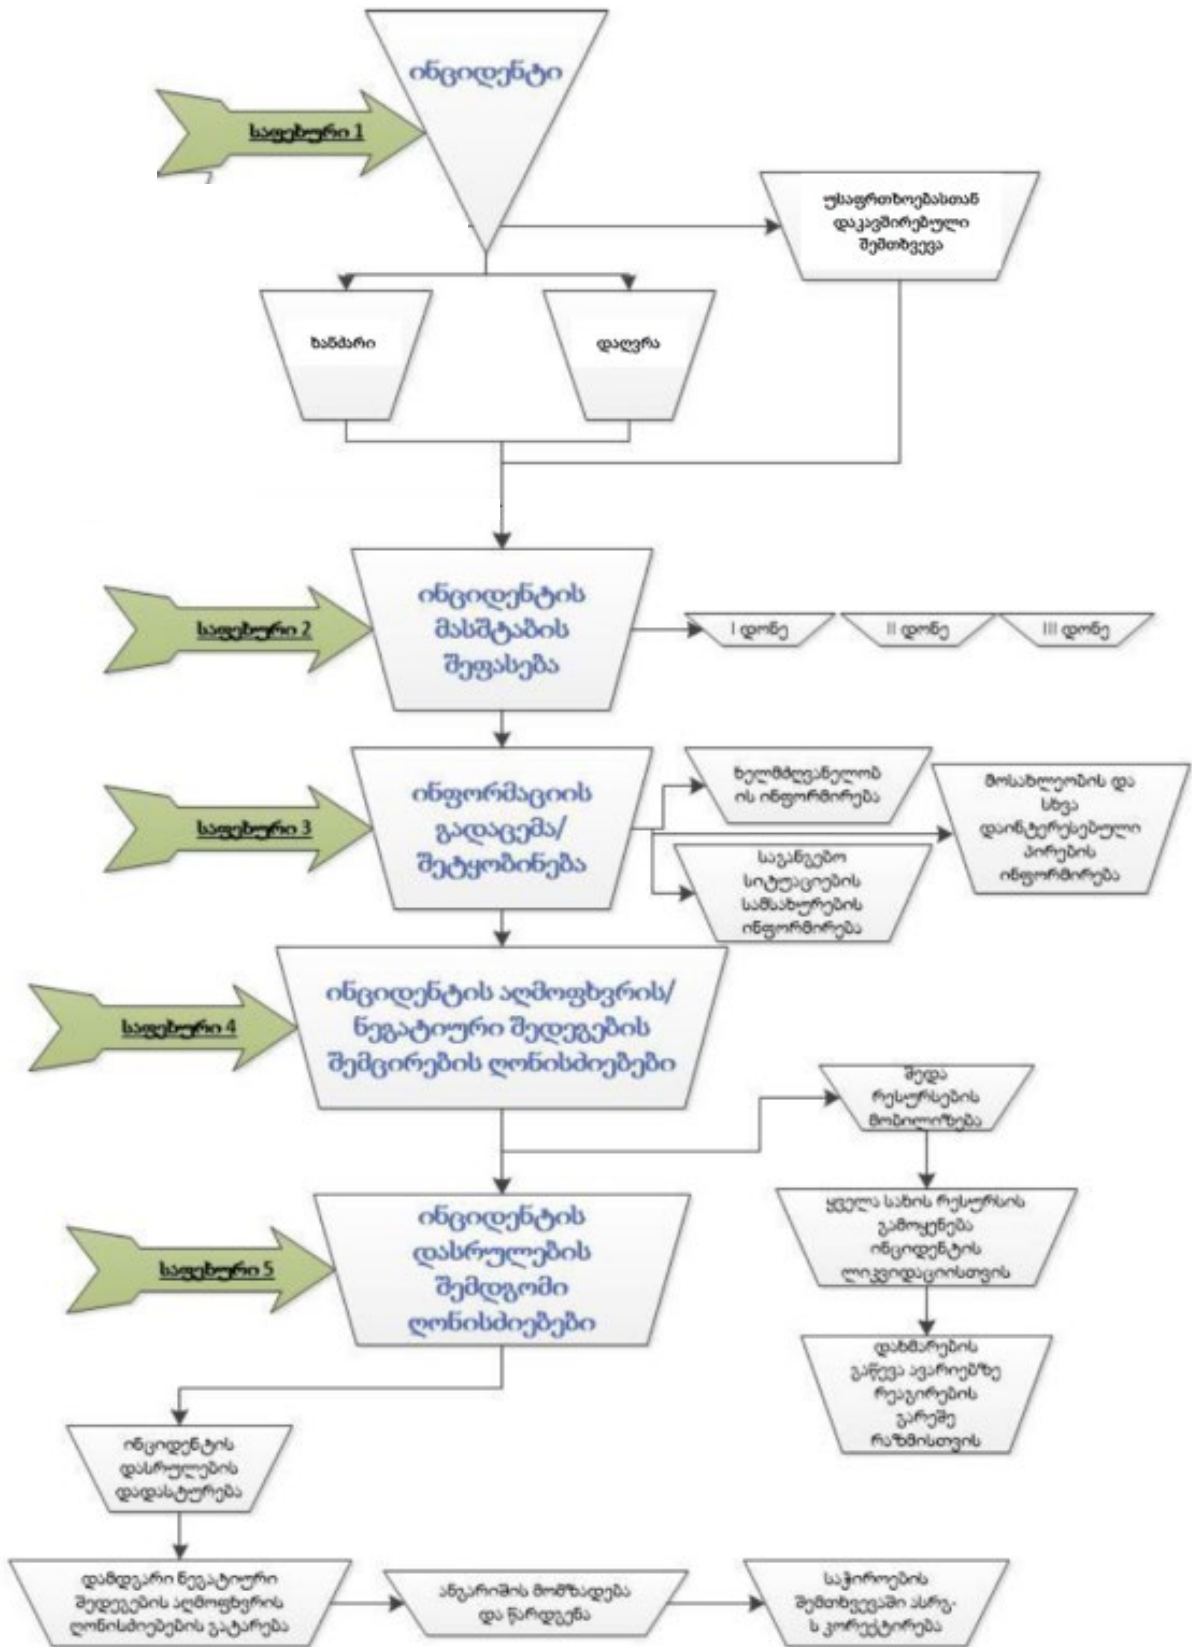 ინციდენტი
საფეხური 1
უსაფრთხოებასთან
დაკავშირებული
შემთხვევა
ხანძარი
დაღვრა
საფეხური 2
ინციდენტის
მასშტაბის
შეფასება
I დონე
II დონე
III დონე
საფეხური 3
ინფორმაციის
გადაცემა/
შეტყობინება
ხელმძღვანელობ
ის ინფორმირება
მოსახლეობის და
სხვა
დაინტერესებული
პირების
ინფორმირება
საგანგებო
სიტუაციების
სამსახურების
ინფორმირება
საფეხური 4
ინციდენტის აღმოფხვრის/
ნეგატიური შედეგების
შემცირების ღონისძიებები
შედა
რესურსების
მობილიზება
საფეხური 5
ინციდენტის
დასრულების
შემდგომი
ღონისძიებები
ყველა სახის რესურსის
გამოყენება
ინციდენტის
ლიკვიდაციისთვის
დახმარების
გაწევა ავარიებზე
რეაგირების
გარეშე
რაზმისთვის
ინციდენტის
დასრულების
დადასტურება
დამდგარი ნეგატიური
შედეგების აღმოფხვრის
ღონისძიებების გატარება
ანგარიშის მომზადება
და წარდგენა
საჭიროების
შემთხვევაში ასრგ-
ს კორექტირება